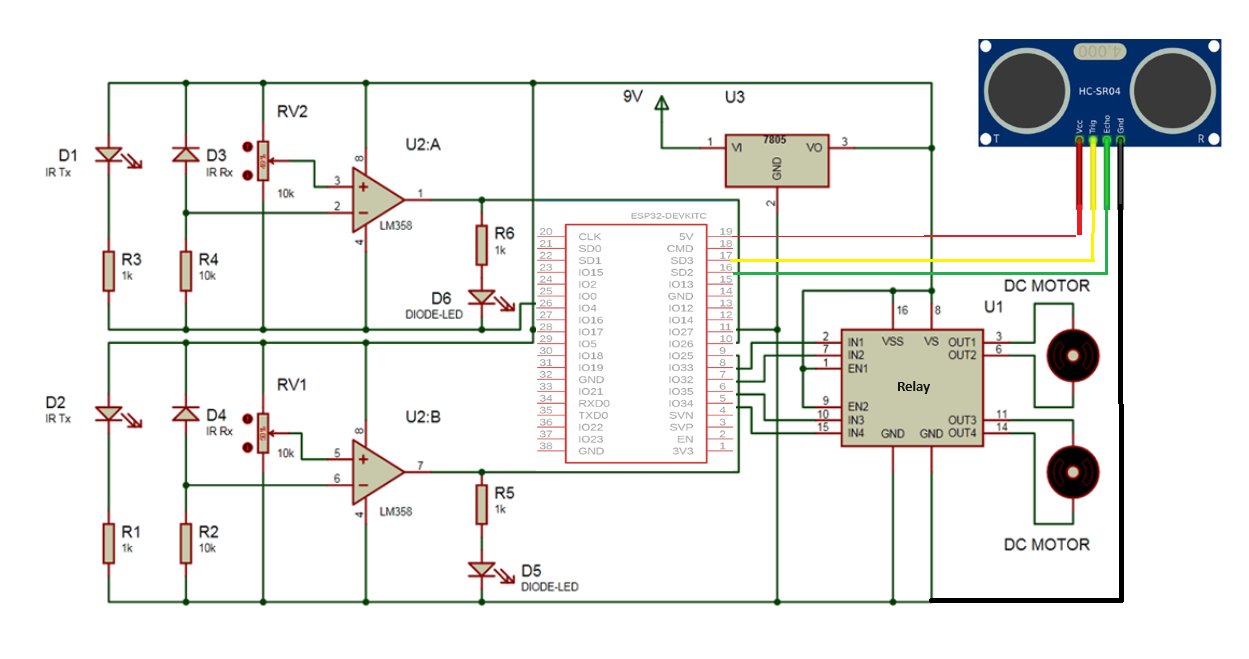 4.000
HC-SR04
Vcc
Trig
Echo
Gnd
T
R
9V
U3
7805
1
VI
VO
3
GND
2
RV2
10k
U2:A
8
3
2
1
4
LM358
D1
IR Tx
D3
IR Rx
R3
1k
R4
10k
R6
1k
D6
DIODE-LED
ESP32-DEVKITC
20 CLK 5V 19
21 SD0 CMD 18
22 SD1 SD3 17
23 IO15 SD2 16
24 IO2 IO13 15
25 IO0 GND 14
26 IO4 IO12 13
27 IO16 IO14 12
28 IO17 IO27 11
29 IO5 IO26 10
30 IO18 IO25 9
31 IO19 IO33 8
32 GND IO32 7
33 IO21 IO35 6
34 RXD0 IO34 5
35 TXD0 SVN 4
36 IO22 SVP 3
37 IO23 EN 2
38 GND 3V3 1
DC MOTOR
U1
16
8
2 IN1 VSS VS OUT1 3
7 IN2 OUT2 6
1 EN1
Relay
9 EN2
10 IN3 OUT3 11
15 IN4 GND GND OUT4 14
DC MOTOR
D2
IR Tx
D4
IR Rx
RV1
10k
U2:B
8
5
6
7
4
LM358
R1
1k
R2
10k
R5
1k
D5
DIODE-LED